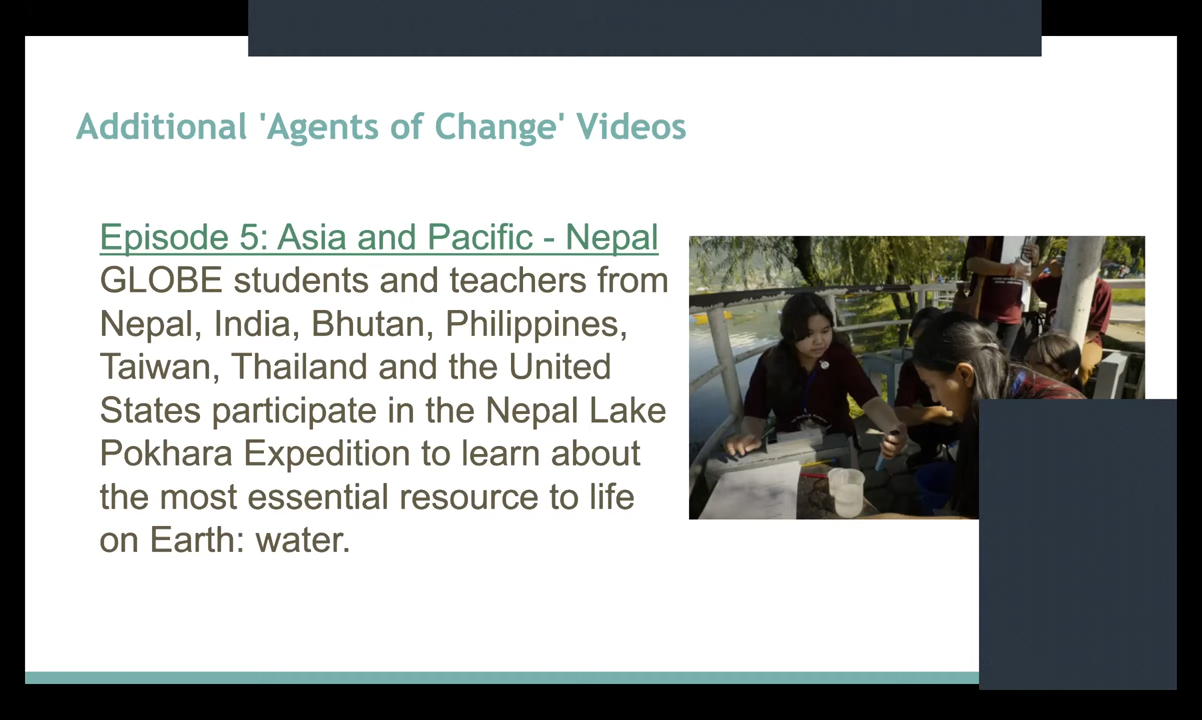 Additional 'Agents of Change' Videos
Episode 5: Asia and Pacific - Nepal
GLOBE students and teachers from
Nepal, India, Bhutan, Philippines,
Taiwan, Thailand and the United
States participate in the Nepal Lake
Pokhara Expedition to learn about
the most essential resource to life
on Earth: water.